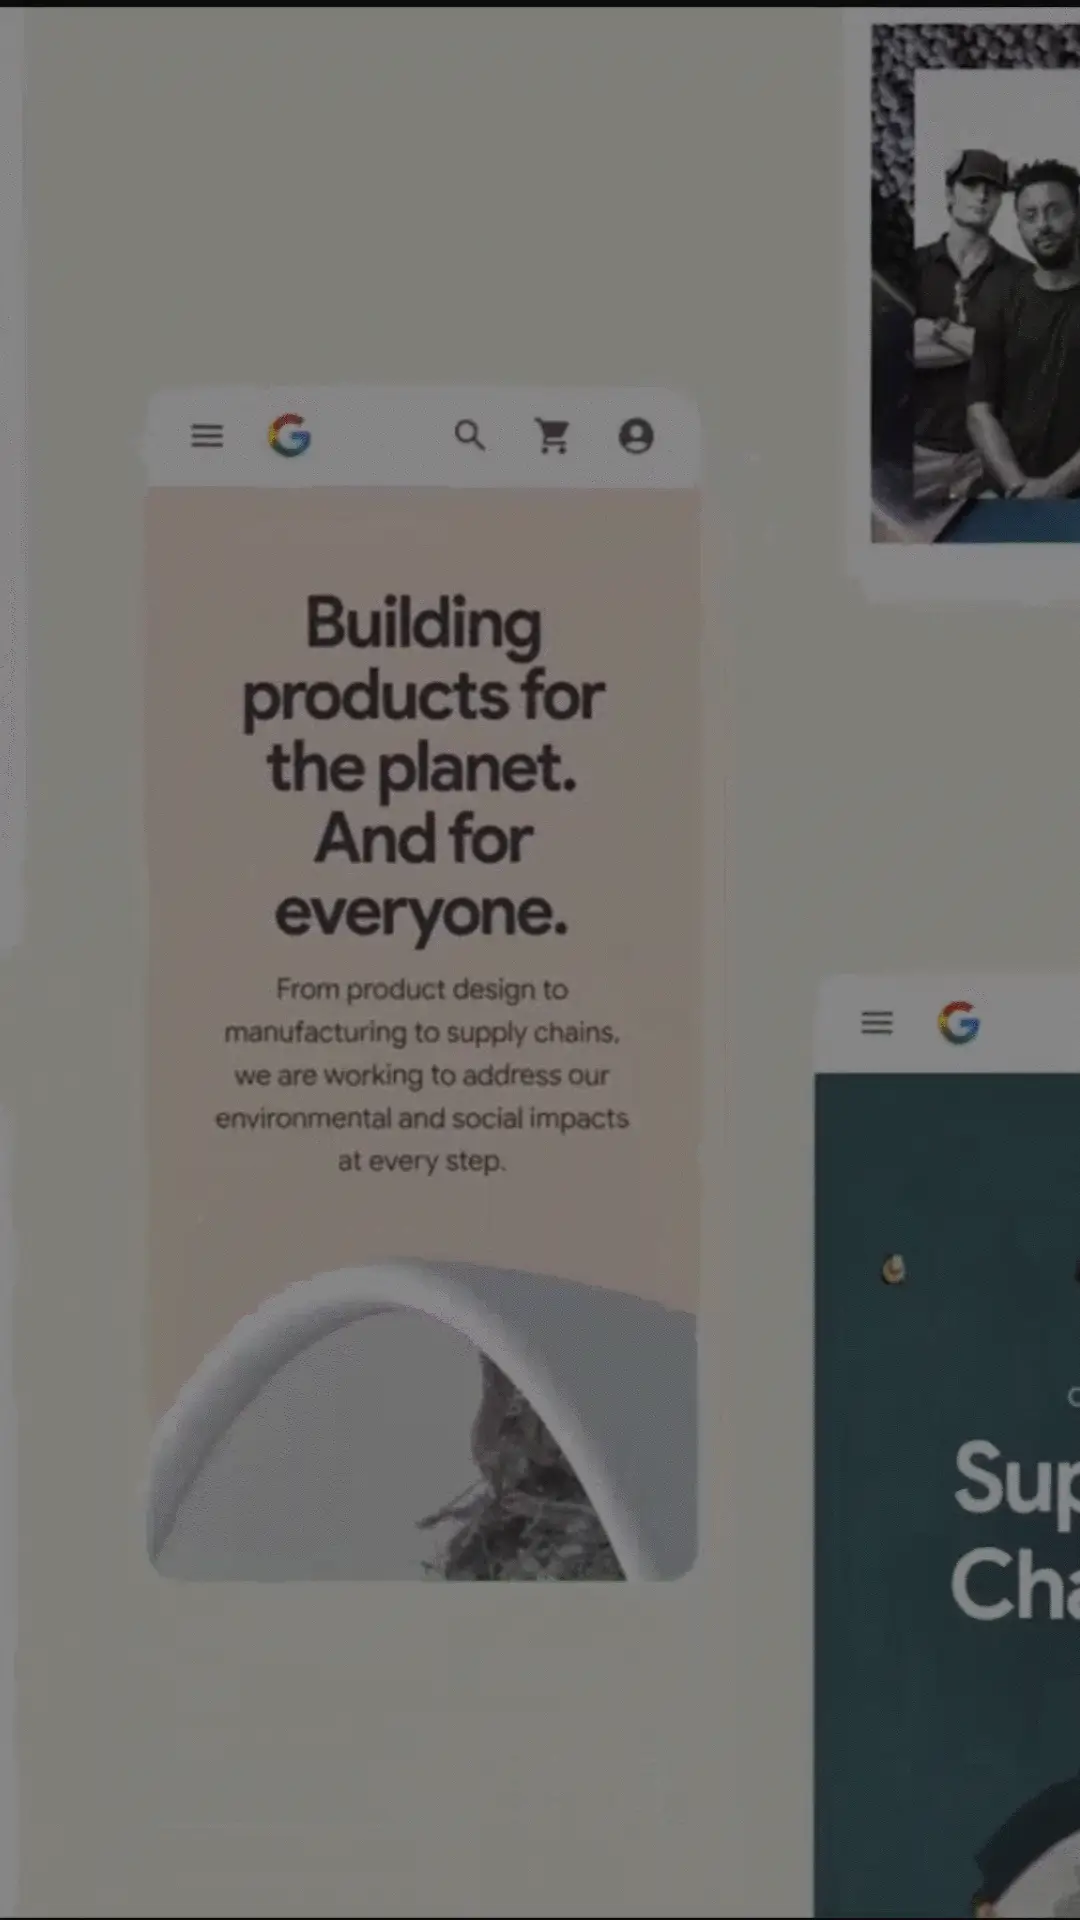 Building
products for
the planet.
And for
everyone.
From product design to
manufacturing to supply chains,
we are working to address our
environmental and social impacts
at every step.
Sup
Cha